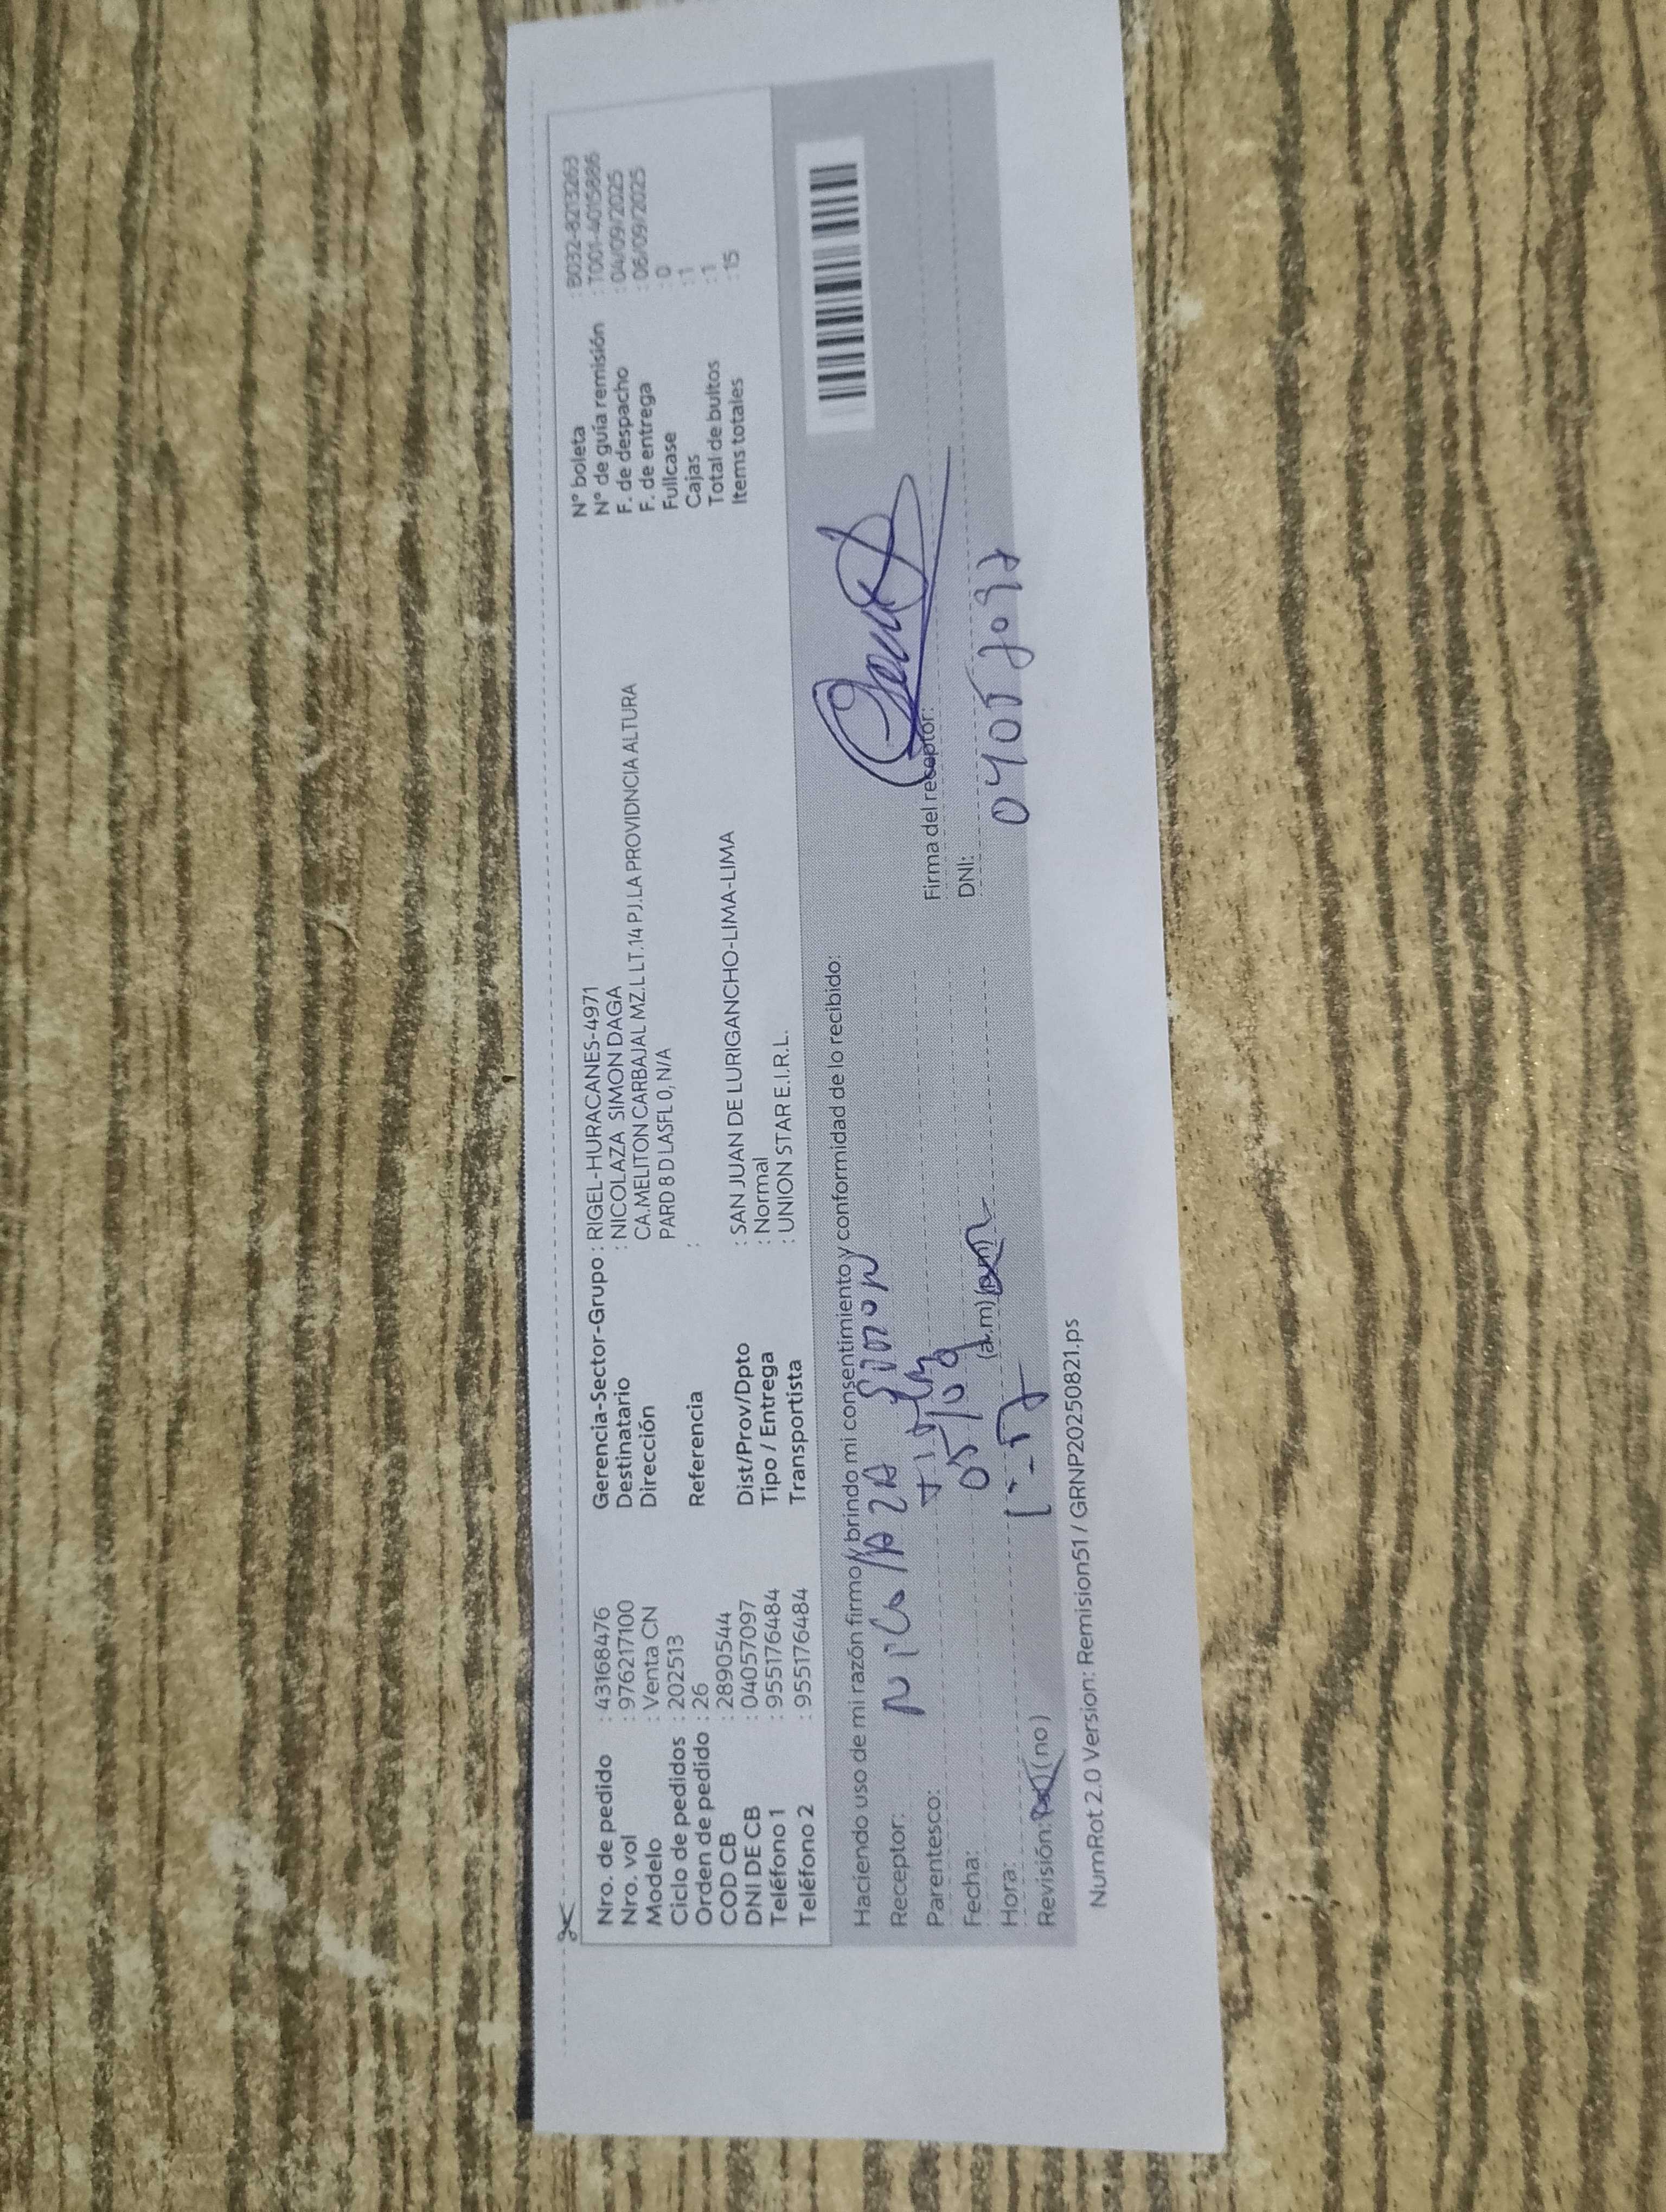 Nro. de pedido : 43168476
Nro. vol : 976217100
Modelo : Venta CN
Ciclo de pedidos : 202513
Orden de pedido : 26
COD CB : 2890544
DNI DE CB : 04057097
Teléfono 1 : 955176484
Teléfono 2 : 955176484
Gerencia-Sector-Grupo : RIGEL-HURACANES-4971
Destinatario : NICOLAZA SIMON DAGA
Dirección CA.MELITON CARBAJAL MZ.L LT.14 PJ.LA PROVIDNCIA ALTURA
PARD 8 D LASFL 0, N/A
Referencia :
Dist/Prov/Dpto : SAN JUAN DE LURIGANCHO-LIMA-LIMA
Tipo / Entrega : Normal
Transportista : UNION STAR E.I.R.L.
N° boleta : B032-8213263
N° de guía remisión : T001-4015886
F. de despacho : 04/09/2025
F. de entrega : 06/09/2025
Fullcase : 0
Cajas : 1
Total de bultos : 1
Items totales : 15
Haciendo uso de mi razón firmo y brindo mi consentimiento y conformidad de lo recibido:
Receptor: Nicolaza Simon
Parentesco:
Fecha: 05/09
Hora: (a.m)(p.m)
Revisión: (no)
Firma del receptor:
DNI: 04057097
NumRot 2.0 Version: Remision51 / GRNP20250821.ps